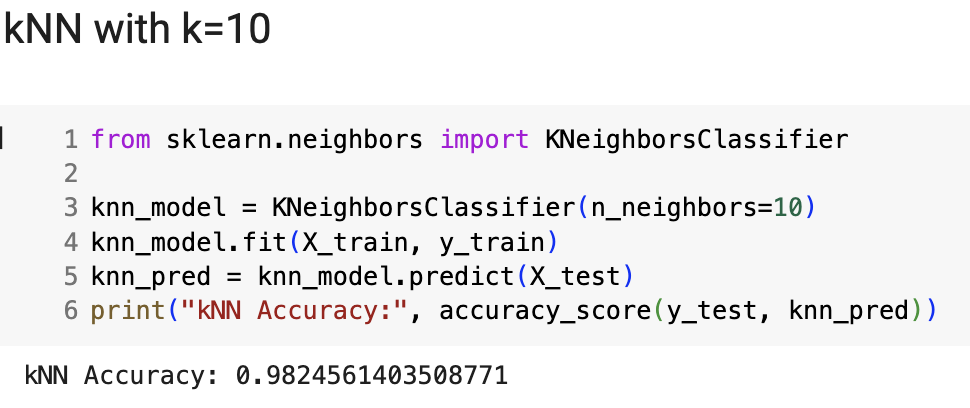 kNN with k=10
1 from sklearn.neighbors import KNeighborsClassifier
2
3 knn_model = KNeighborsClassifier(n_neighbors=10)
4 knn_model.fit(X_train, y_train)
5 knn_pred = knn_model.predict(X_test)
6 print("kNN Accuracy:", accuracy_score(y_test, knn_pred))
kNN Accuracy: 0.9824561403508771